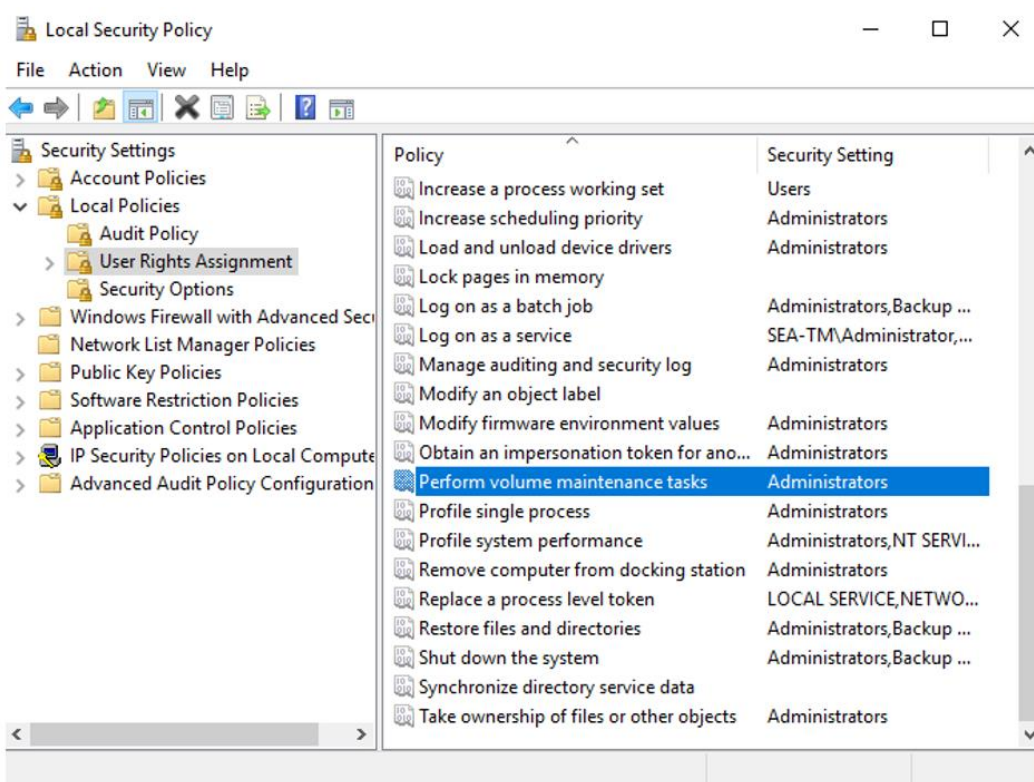 Local Security Policy
File Action View Help
Security Settings
Account Policies
Local Policies
Audit Policy
User Rights Assignment
Security Options
Windows Firewall with Advanced Secu
Network List Manager Policies
Public Key Policies
Software Restriction Policies
Application Control Policies
IP Security Policies on Local Compute
Advanced Audit Policy Configuration
Policy Security Setting
Increase a process working set Users
Increase scheduling priority Administrators
Load and unload device drivers Administrators
Lock pages in memory
Log on as a batch job Administrators,Backup ...
Log on as a service SEA-TM\Administrator,...
Manage auditing and security log Administrators
Modify an object label
Modify firmware environment values Administrators
Obtain an impersonation token for ano... Administrators
Perform volume maintenance tasks Administrators
Profile single process Administrators
Profile system performance Administrators,NT SERVI...
Remove computer from docking station Administrators
Replace a process level token LOCAL SERVICE,NETWO...
Restore files and directories Administrators,Backup ...
Shut down the system Administrators,Backup ...
Synchronize directory service data
Take ownership of files or other objects Administrators